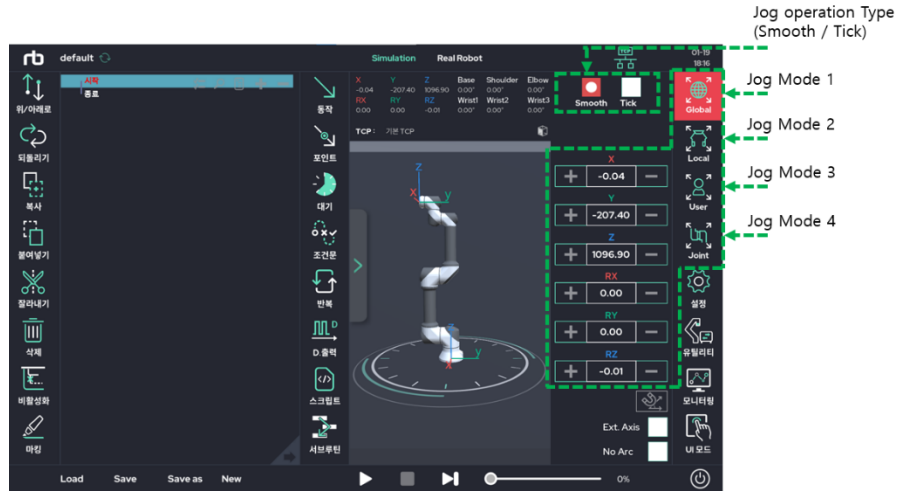 Jog operation Type
(Smooth / Tick)
Jog Mode 1
Jog Mode 2
Jog Mode 3
Jog Mode 4
rb
default
Simulation
Real Robot
TCP
01-19
18:16
위/아래로
되돌리기
복사
붙여넣기
잘라내기
삭제
비활성화
마킹
시작
종료
동작
포인트
대기
조건문
반복
D
D.출력
스크립트
서브루틴
X Y Z Base Shoulder Elbow
-0.04 -207.40 1096.90 0.00° 0.00° 0.00°
RX RY RZ Wrist1 Wrist2 Wrist3
0.00 0.00 -0.01 0.00° 0.00° 0.00°
TCP : 기본 TCP
Z
X
y
Z
y
X
Smooth
Tick
X
+ -0.04 −
Y
+ -207.40 −
Z
+ 1096.90 −
RX
+ 0.00 −
RY
+ 0.00 −
RZ
+ -0.01 −
Ext. Axis
No Arc
Global
Local
User
Joint
설정
유틸리티
모니터링
UI 모드
Load
Save
Save as
New
0%